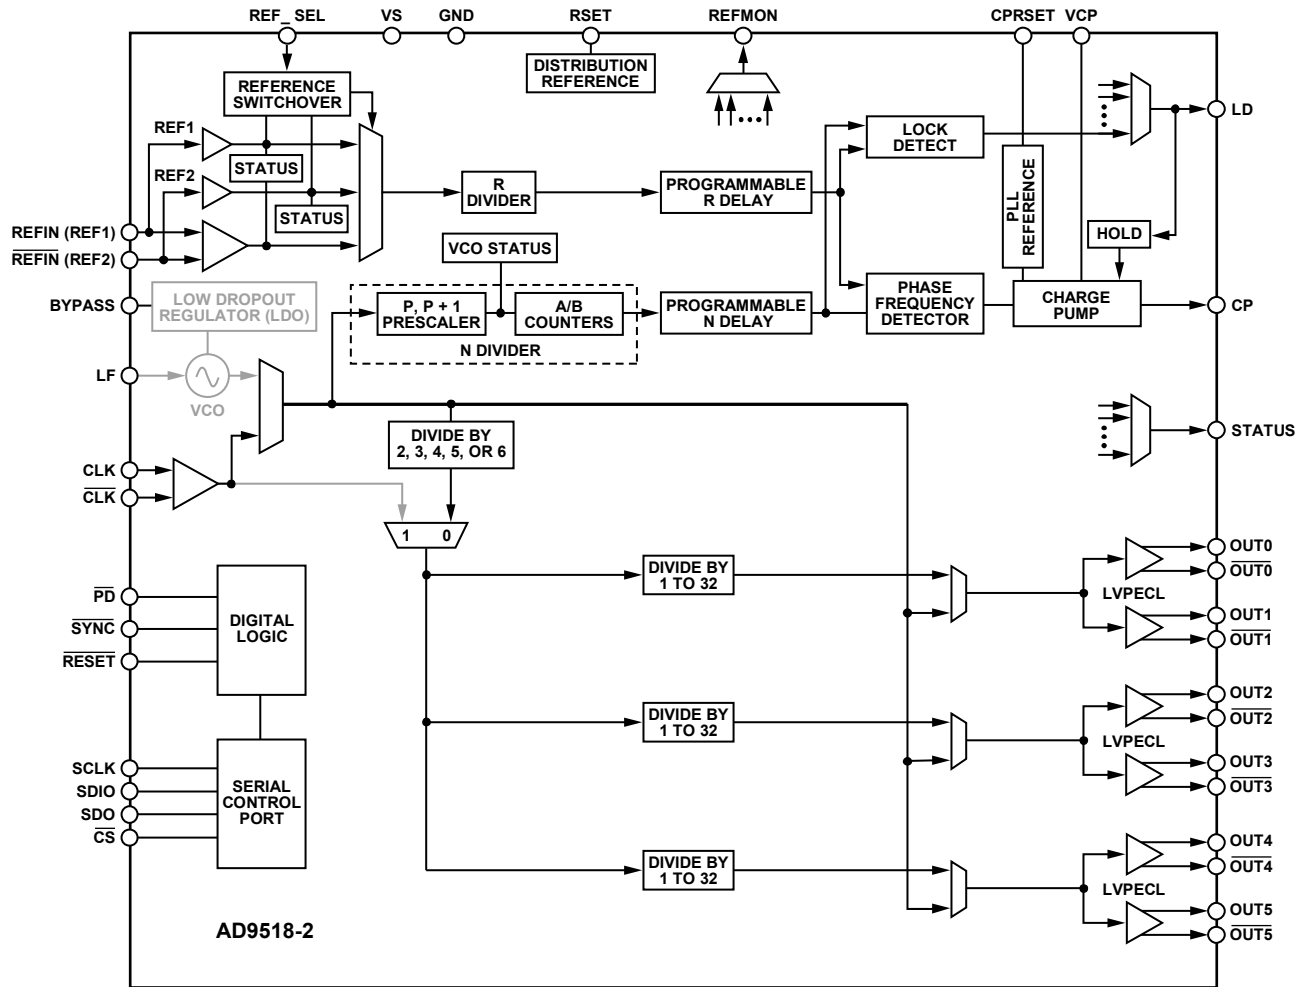 REF_SEL
VS
GND
RSET
REFMON
CPRSET
VCP
DISTRIBUTION
REFERENCE
REFERENCE
SWITCHOVER
REF1
STATUS
REF2
STATUS
REFIN (REF1)
REFIN (REF2)
BYPASS
LOW DROPOUT
REGULATOR (LDO)
LF
VCO
CLK
CLK
R
DIVIDER
VCO STATUS
P, P + 1
PRESCALER
A/B
COUNTERS
N DIVIDER
PROGRAMMABLE
R DELAY
PROGRAMMABLE
N DELAY
LOCK
DETECT
PHASE
FREQUENCY
DETECTOR
PLL
REFERENCE
HOLD
CHARGE
PUMP
LD
CP
STATUS
DIVIDE BY
2, 3, 4, 5, OR 6
1 0
PD
SYNC
RESET
DIGITAL
LOGIC
SCLK
SDIO
SDO
CS
SERIAL
CONTROL
PORT
DIVIDE BY
1 TO 32
LVPECL
OUT0
OUT0
OUT1
OUT1
DIVIDE BY
1 TO 32
LVPECL
OUT2
OUT2
OUT3
OUT3
DIVIDE BY
1 TO 32
LVPECL
OUT4
OUT4
OUT5
OUT5
AD9518-2